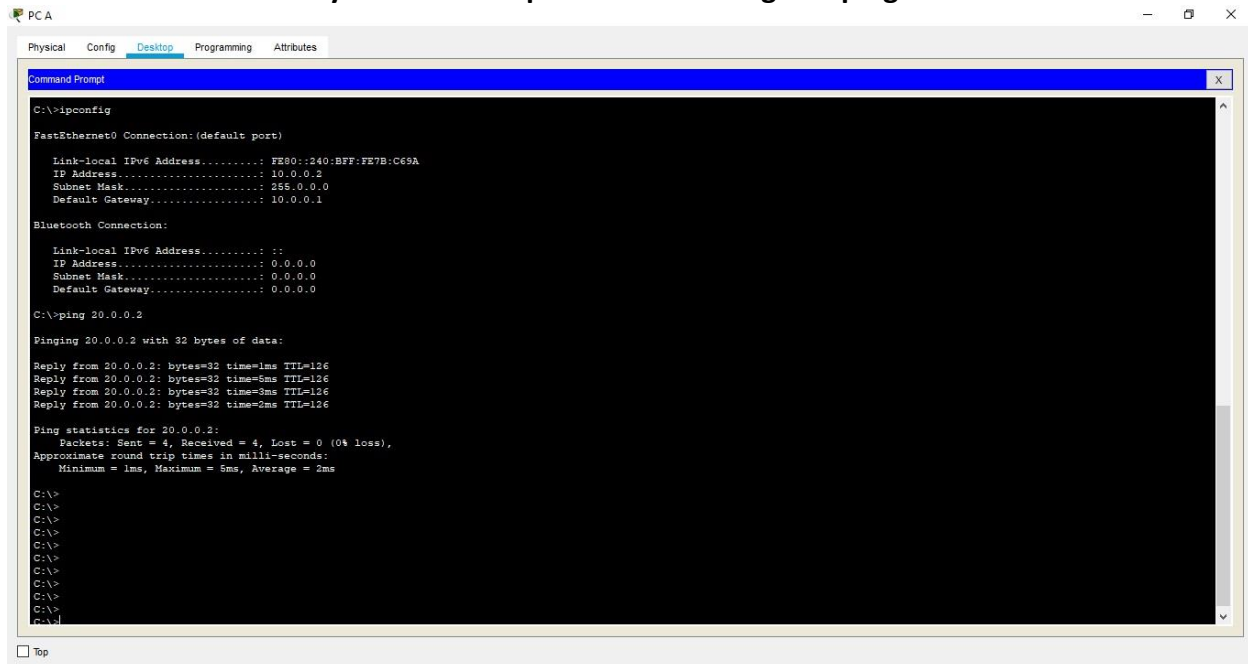 PC A
Physical Config Desktop Programming Attributes
Command Prompt X
C:\>ipconfig
FastEthernet0 Connection:(default port)
Link-local IPv6 Address.........: FE80::240:BFF:FE7B:C69A
IP Address......................: 10.0.0.2
Subnet Mask.....................: 255.0.0.0
Default Gateway.................: 10.0.0.1
Bluetooth Connection:
Link-local IPv6 Address.........: ::
IP Address......................: 0.0.0.0
Subnet Mask.....................: 0.0.0.0
Default Gateway.................: 0.0.0.0
C:\>ping 20.0.0.2
Pinging 20.0.0.2 with 32 bytes of data:
Reply from 20.0.0.2: bytes=32 time=1ms TTL=126
Reply from 20.0.0.2: bytes=32 time=5ms TTL=126
Reply from 20.0.0.2: bytes=32 time=3ms TTL=126
Reply from 20.0.0.2: bytes=32 time=2ms TTL=126
Ping statistics for 20.0.0.2:
Packets: Sent = 4, Received = 4, Lost = 0 (0% loss),
Approximate round trip times in milli-seconds:
Minimum = 1ms, Maximum = 5ms, Average = 2ms
C:\>
C:\>
C:\>
C:\>
C:\>
C:\>
C:\>
C:\>
C:\>
C:\>
C:\>
Top